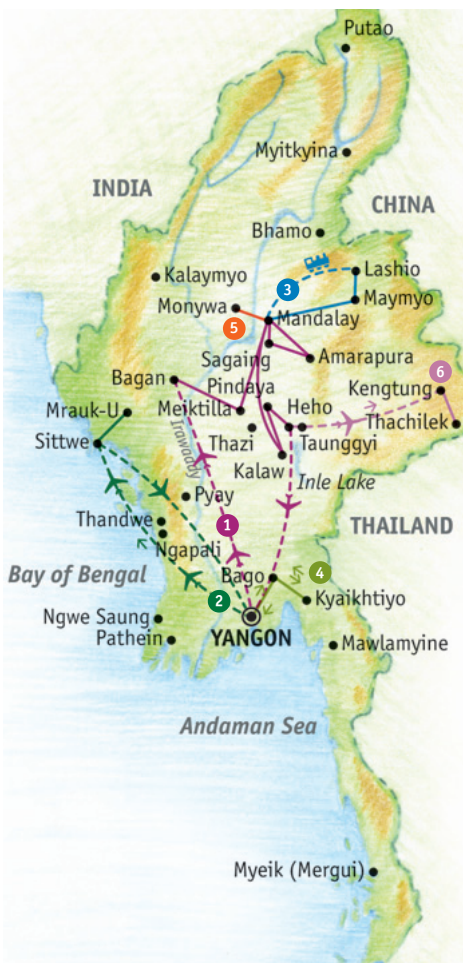 Putao
Myitkyina
INDIA
CHINA
Bhamo
Kalaymyo
Lashio
3
Monywa
Maymyo
5
Mandalay
Sagaing
Amarapura
6
Bagan
Pindaya
Kengtung
Mrauk-U
Meiktilla
Heho
Thachilek
Sittwe
Irawaddy
Thazi
Taunggyi
Kalaw
Inle Lake
Pyay
Thandwe
1
THAILAND
Ngapali
Bay of Bengal
Bago
4
2
Kyaikhtiyo
Ngwe Saung
Pathein
YANGON
Mawlamyine
Andaman Sea
Myeik (Mergui)